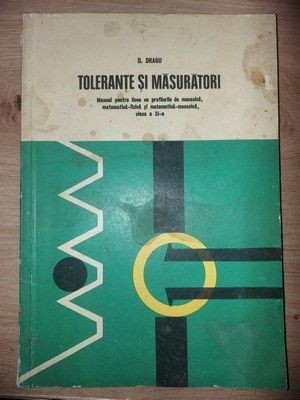 D. DRAGU
TOLERANȚE ȘI MĂSURĂTORI
Manual pentru licee cu profilurile de mecanică,
matematică-fizică și matematică-mecanică,
clasa a XI-a